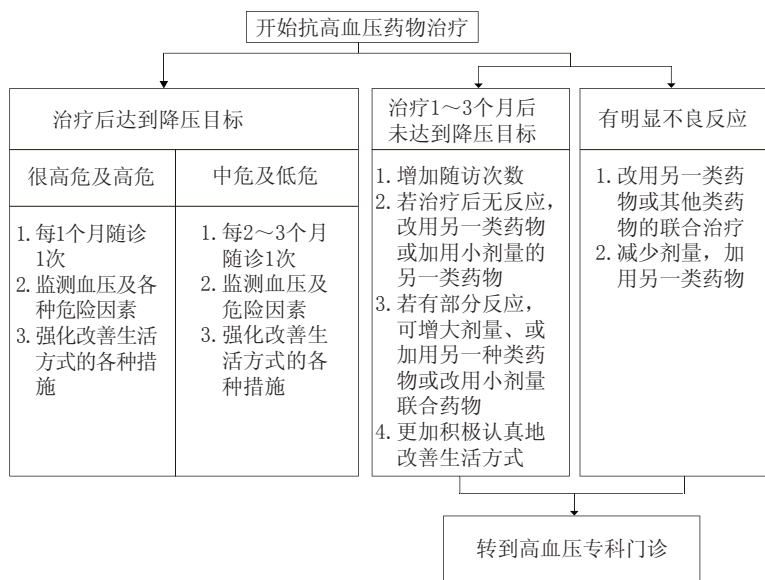 开始抗高血压药物治疗
治疗后达到降压目标
很高危及高危
1. 每1个月随诊
1次
2. 监测血压及各
种危险因素
3. 强化改善生活
方式的各种措
施
中危及低危
1. 每2～3个月
随诊1次
2. 监测血压及
危险因素
3. 强化改善生
活方式的各
种措施
治疗1～3个月后
未达到降压目标
1. 增加随访次数
2. 若治疗后无反应，
改用另一类药物
或加用小剂量的
另一类药物
3. 若有部分反应，
可增大剂量、或
加用另一种类药
物或改用小剂量
联合药物
4. 更加积极认真地
改善生活方式
有明显不良反应
1. 改用另一类药
物或其他类药
物的联合治疗
2. 减少剂量，加
用另一类药物
转到高血压专科门诊